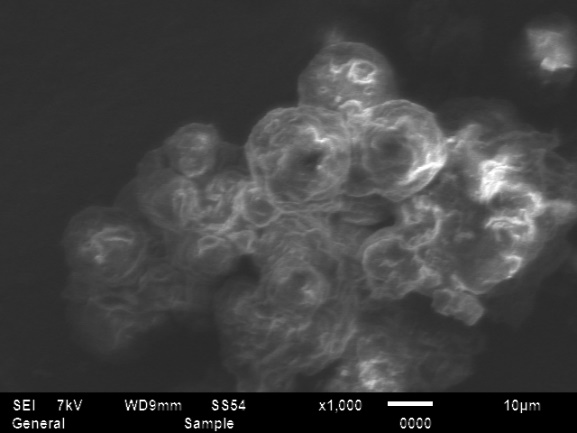 SEI 7kV WD9mm SS54 x1,000 10µm
General Sample 0000